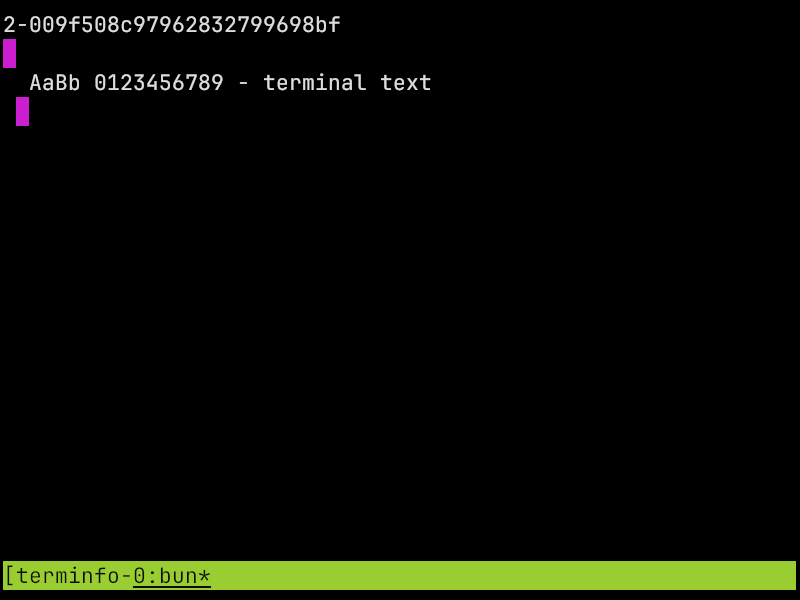 2-009f508c97962832799698bf
AaBb 0123456789 - terminal text
[terminfo-0:bun*